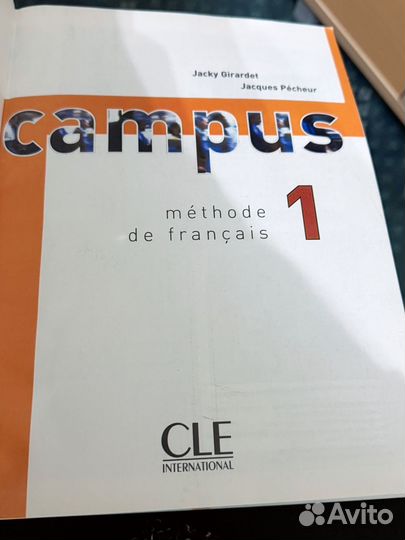 Jacky Girardet
Jacques Pécheur
campus
méthode 1
de français
CLE
INTERNATIONAL
Avito